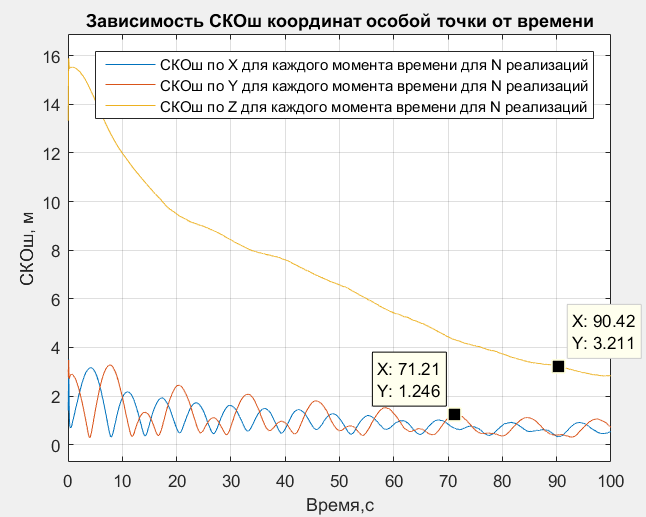 Зависимость СКОш координат особой точки от времени
СКОш по X для каждого момента времени для N реализаций
СКОш по Y для каждого момента времени для N реализаций
СКОш по Z для каждого момента времени для N реализаций
СКОш, м
16
14
12
10
8
6
4
2
0
X: 90.42
Y: 3.211
X: 71.21
Y: 1.246
0 10 20 30 40 50 60 70 80 90 100
Время,с